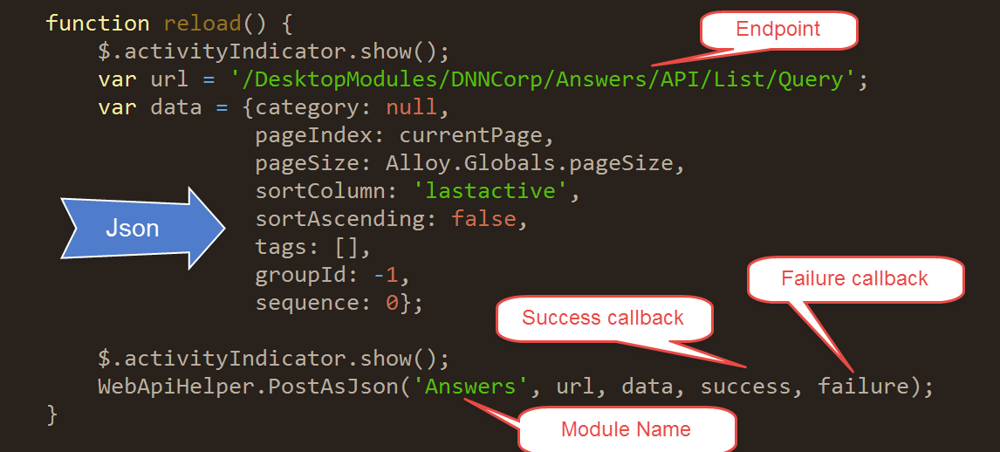 function reload() {
Endpoint
$.activityIndicator.show();
var url = '/DesktopModules/DNNCorp/Answers/API/List/Query';
var data = {category: null,
pageIndex: currentPage,
pageSize: Alloy.Globals.pageSize,
sortColumn: 'lastactive',
sortAscending: false,
Json
tags: [],
groupId: -1,
Failure callback
sequence: 0};
Success callback
$.activityIndicator.show();
WebApiHelper.PostAsJson('Answers', url, data, success, failure);
}
Module Name